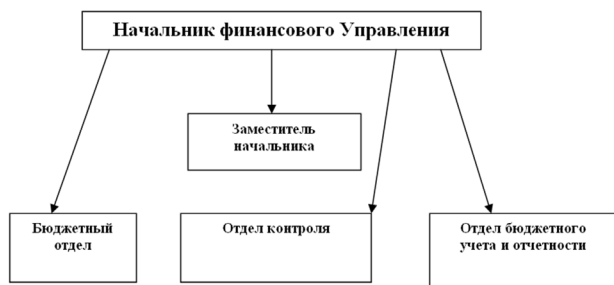 Начальник финансового Управления
Заместитель
начальника
Бюджетный
отдел
Отдел контроля
Отдел бюджетного
учета и отчетности